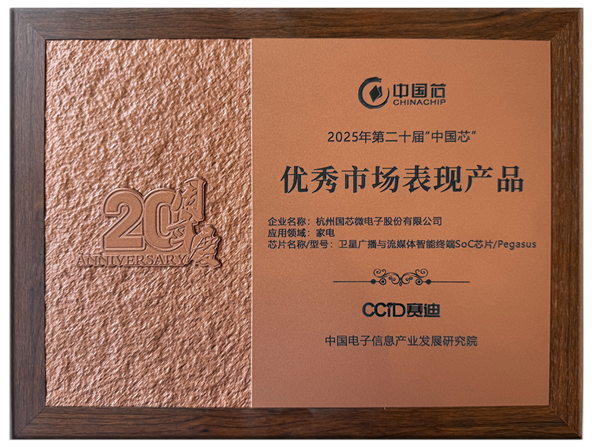 20周年
ANNIVERSARY
中国芯
CHINACHIP
2025年第二十届"中国芯"
优秀市场表现产品
企业名称：杭州国芯微电子股份有限公司
应用领域：家电
芯片名称/型号：卫星广播与流媒体智能终端SoC芯片/Pegasus
CCID赛迪
中国电子信息产业发展研究院